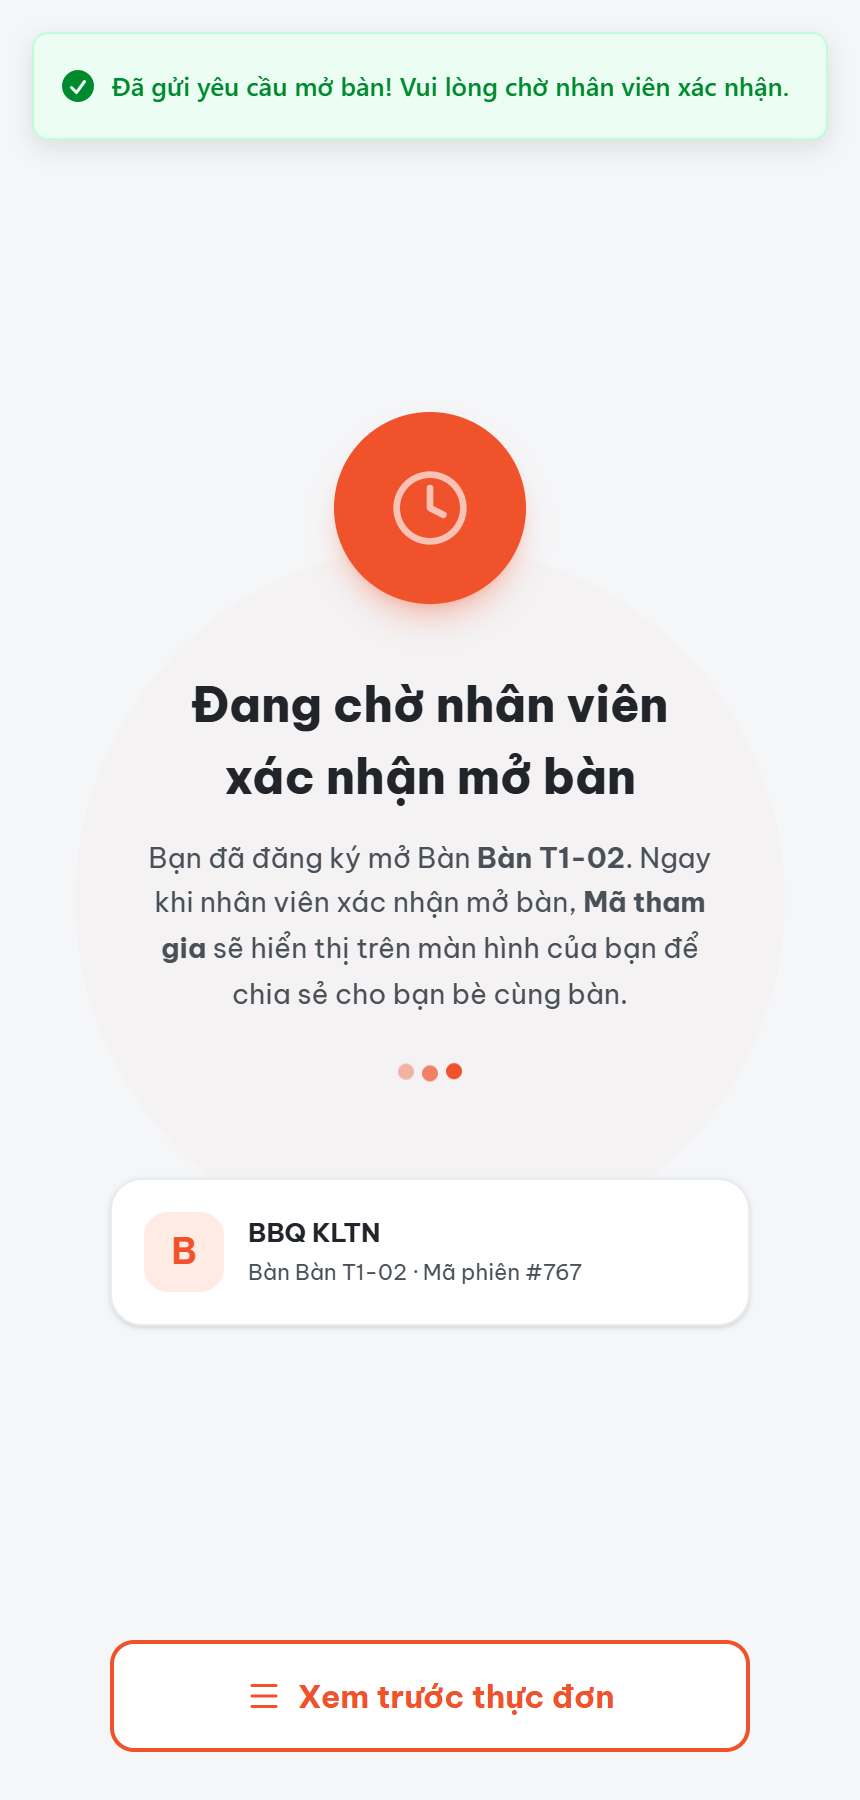 Đã gửi yêu cầu mở bàn! Vui lòng chờ nhân viên xác nhận.
Đang chờ nhân viên
xác nhận mở bàn
Bạn đã đăng ký mở Bàn Bàn T1-02. Ngay
khi nhân viên xác nhận mở bàn, Mã tham
gia sẽ hiển thị trên màn hình của bạn để
chia sẻ cho bạn bè cùng bàn.
B
BBQ KLTN
Bàn Bàn T1-02 · Mã phiên #767
Xem trước thực đơn